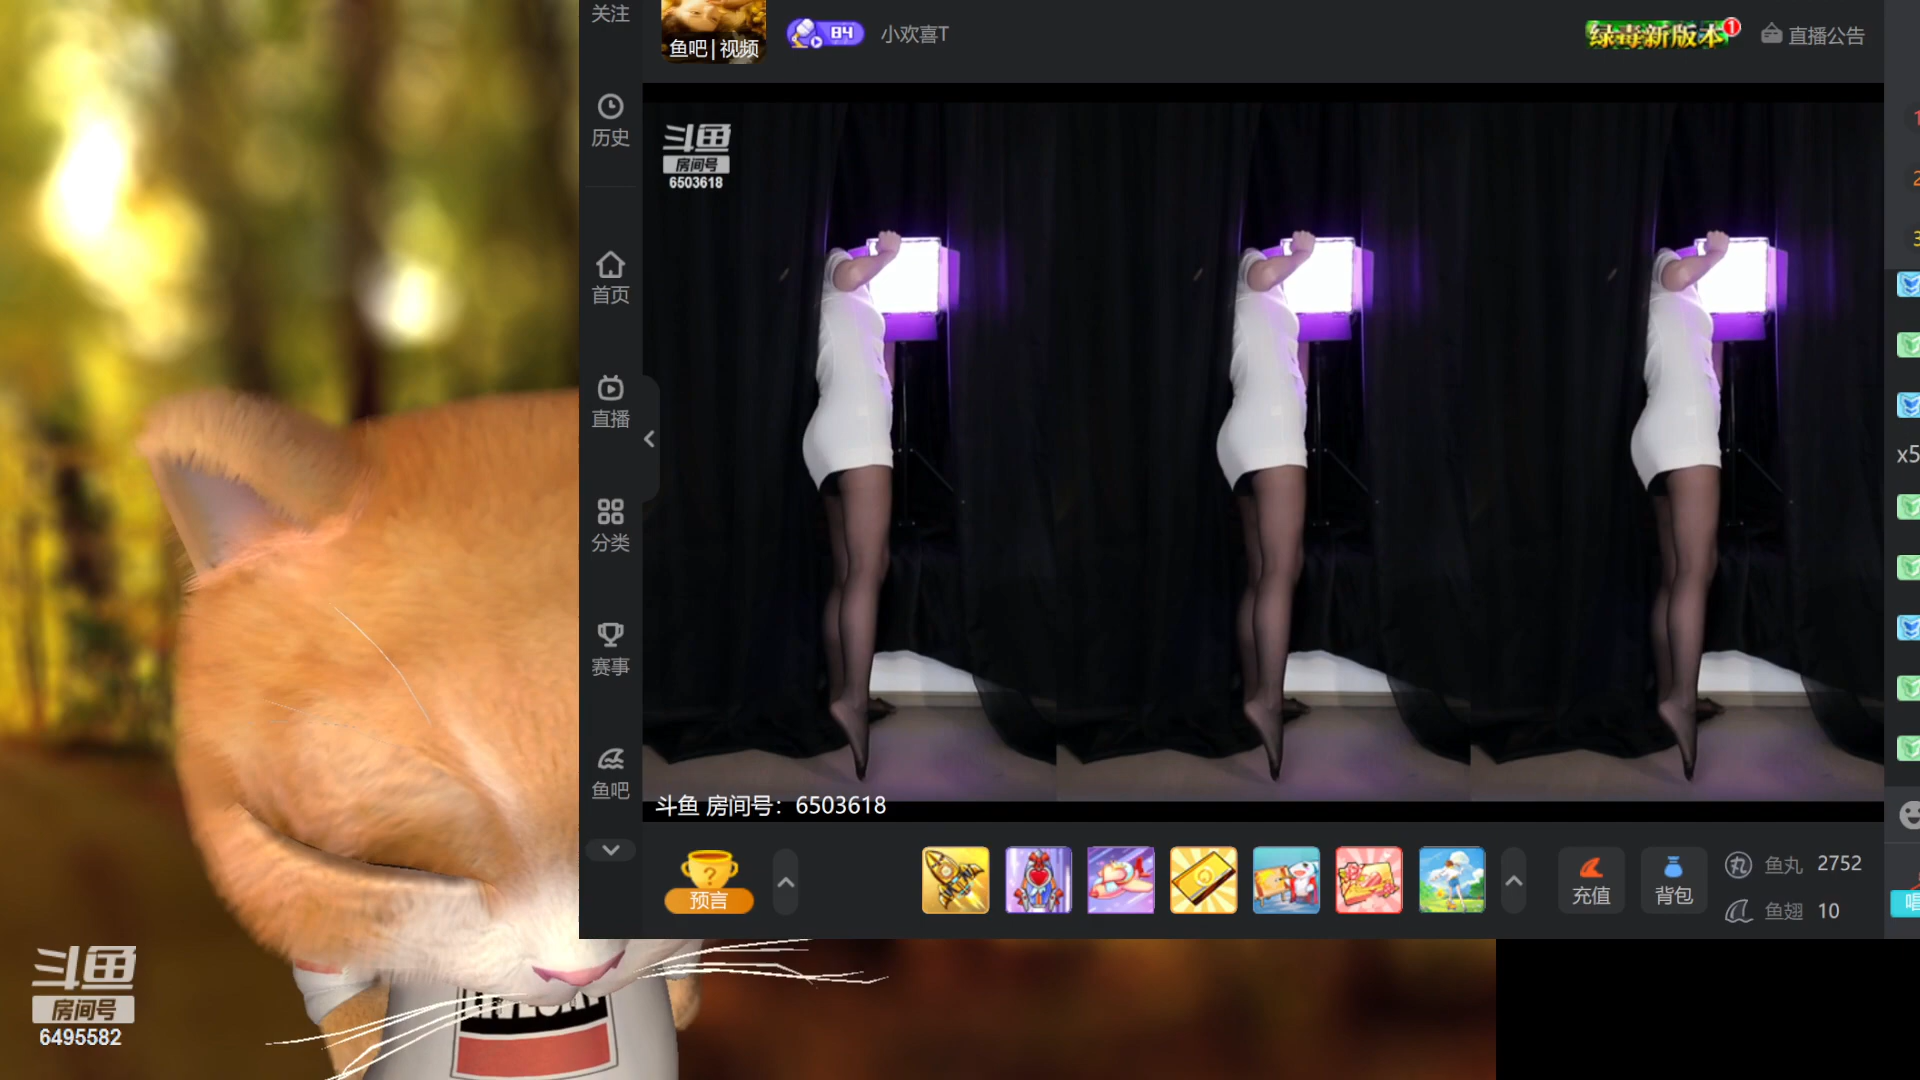 关注
鱼吧|视频
84
小欢喜T
绿毒新版本
1
直播公告
历史
斗鱼
房间号
6503618
首页
直播
分类
赛事
鱼吧
x5
斗鱼 房间号：6503618
预言
充值
背包
丸 鱼丸 2752
鱼翅 10
唱
斗鱼
房间号
6495582